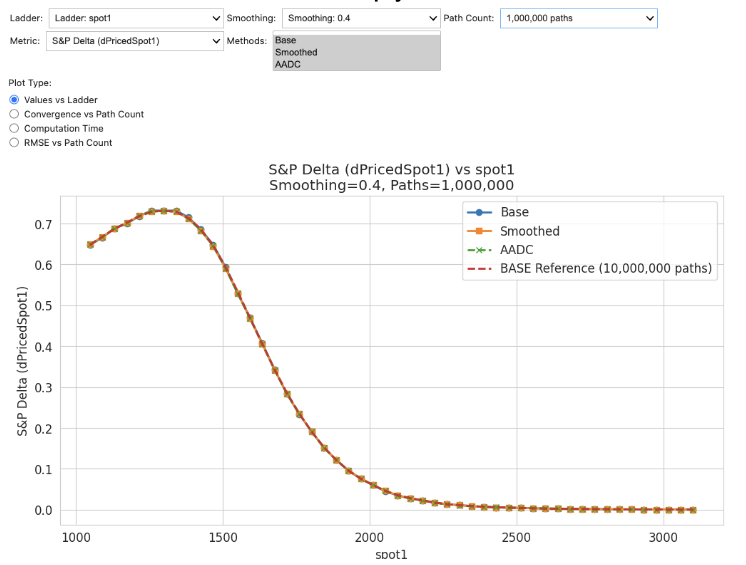 Ladder: Ladder: spot1 Smoothing: Smoothing: 0.4 Path Count: 1,000,000 paths
Metric: S&P Delta (dPricedSpot1) Methods: Base
Smoothed
AADC
Plot Type:
Values vs Ladder
Convergence vs Path Count
Computation Time
RMSE vs Path Count
S&P Delta (dPricedSpot1) vs spot1
Smoothing=0.4, Paths=1,000,000
Base
Smoothed
AADC
BASE Reference (10,000,000 paths)
S&P Delta (dPricedSpot1)
0.7
0.6
0.5
0.4
0.3
0.2
0.1
0.0
1000 1500 2000 2500 3000
spot1